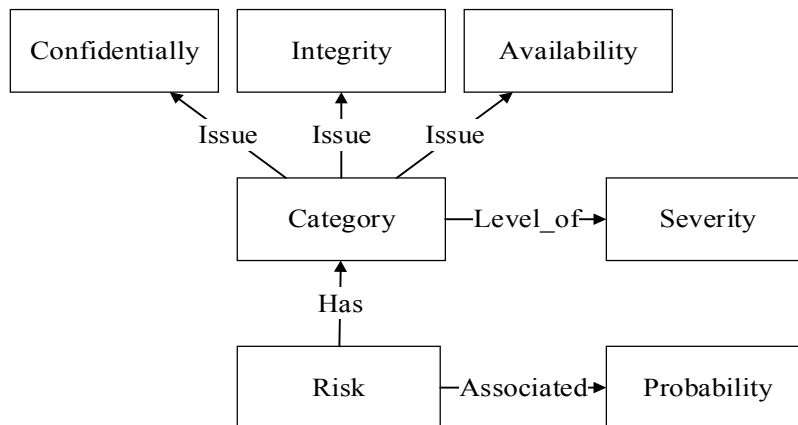 Confidentially
Integrity
Availability
Issue
Issue
Issue
Category
Level_of
Severity
Has
Risk
Associated
Probability